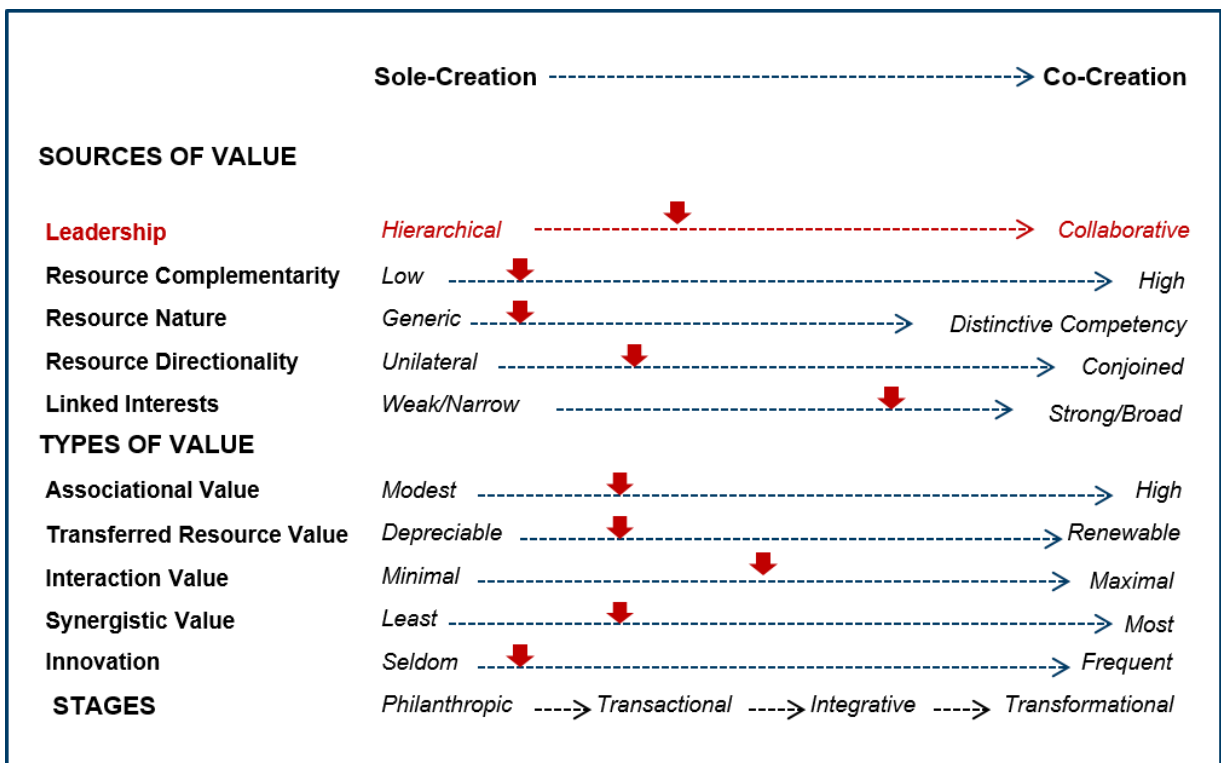 Sole-Creation Co-Creation
SOURCES OF VALUE
Leadership Hierarchical Collaborative
Resource Complementarity Low High
Resource Nature Generic Distinctive Competency
Resource Directionality Unilateral Conjoined
Linked Interests Weak/Narrow Strong/Broad
TYPES OF VALUE
Associational Value Modest High
Transferred Resource Value Depreciable Renewable
Interaction Value Minimal Maximal
Synergistic Value Least Most
Innovation Seldom Frequent
STAGES Philanthropic Transactional Integrative Transformational